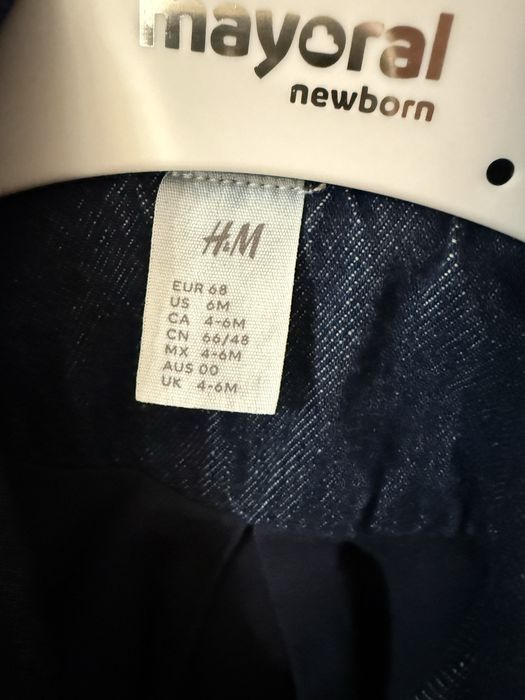 mayoral
newborn
H&M
EUR 68
US 6M
CA 4-6M
CN 66/48
MX 4-6M
AUS 00
UK 4-6M